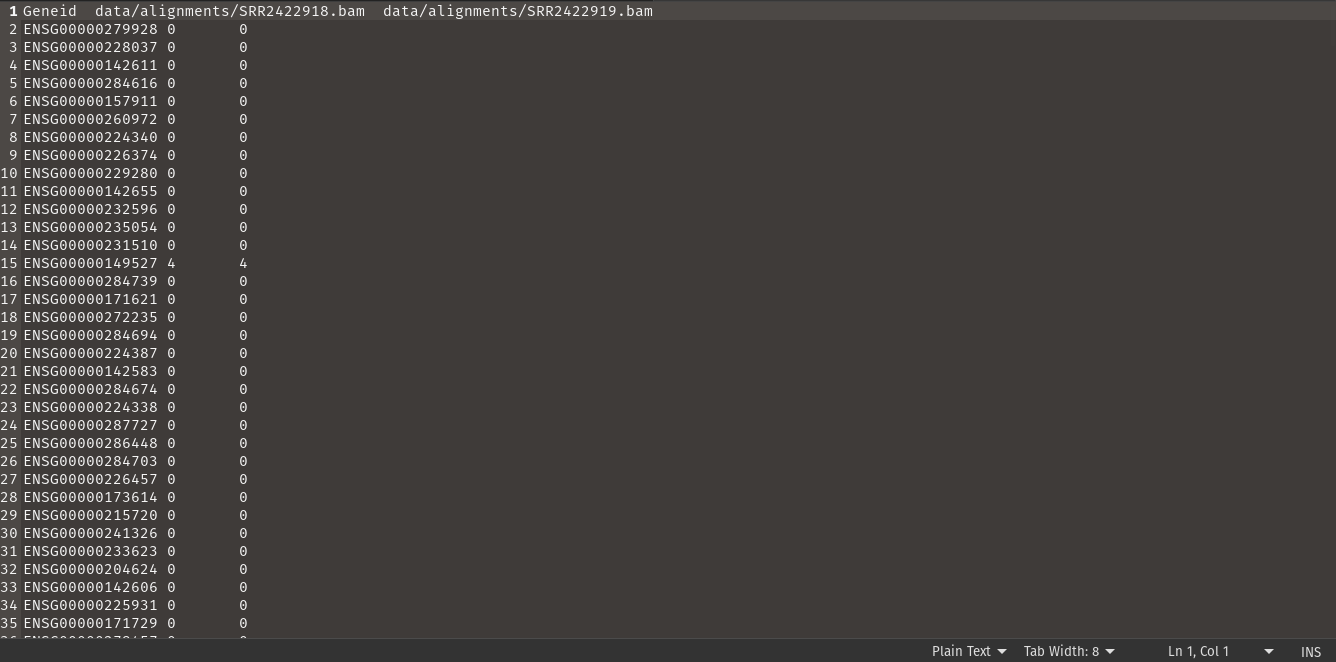 1 Geneid data/alignments/SRR2422918.bam data/alignments/SRR2422919.bam
2 ENSG00000279928 0 0
3 ENSG00000228037 0 0
4 ENSG00000142611 0 0
5 ENSG00000284616 0 0
6 ENSG00000157911 0 0
7 ENSG00000260972 0 0
8 ENSG00000224340 0 0
9 ENSG00000226374 0 0
10 ENSG00000229280 0 0
11 ENSG00000142655 0 0
12 ENSG00000232596 0 0
13 ENSG00000235054 0 0
14 ENSG00000231510 0 0
15 ENSG00000149527 4 4
16 ENSG00000284739 0 0
17 ENSG00000171621 0 0
18 ENSG00000272235 0 0
19 ENSG00000284694 0 0
20 ENSG00000224387 0 0
21 ENSG00000142583 0 0
22 ENSG00000284674 0 0
23 ENSG00000224338 0 0
24 ENSG00000287727 0 0
25 ENSG00000286448 0 0
26 ENSG00000284703 0 0
27 ENSG00000226457 0 0
28 ENSG00000173614 0 0
29 ENSG00000215720 0 0
30 ENSG00000241326 0 0
31 ENSG00000233623 0 0
32 ENSG00000204624 0 0
33 ENSG00000142606 0 0
34 ENSG00000225931 0 0
35 ENSG00000171729 0 0
Plain Text Tab Width: 8 Ln 1, Col 1 INS